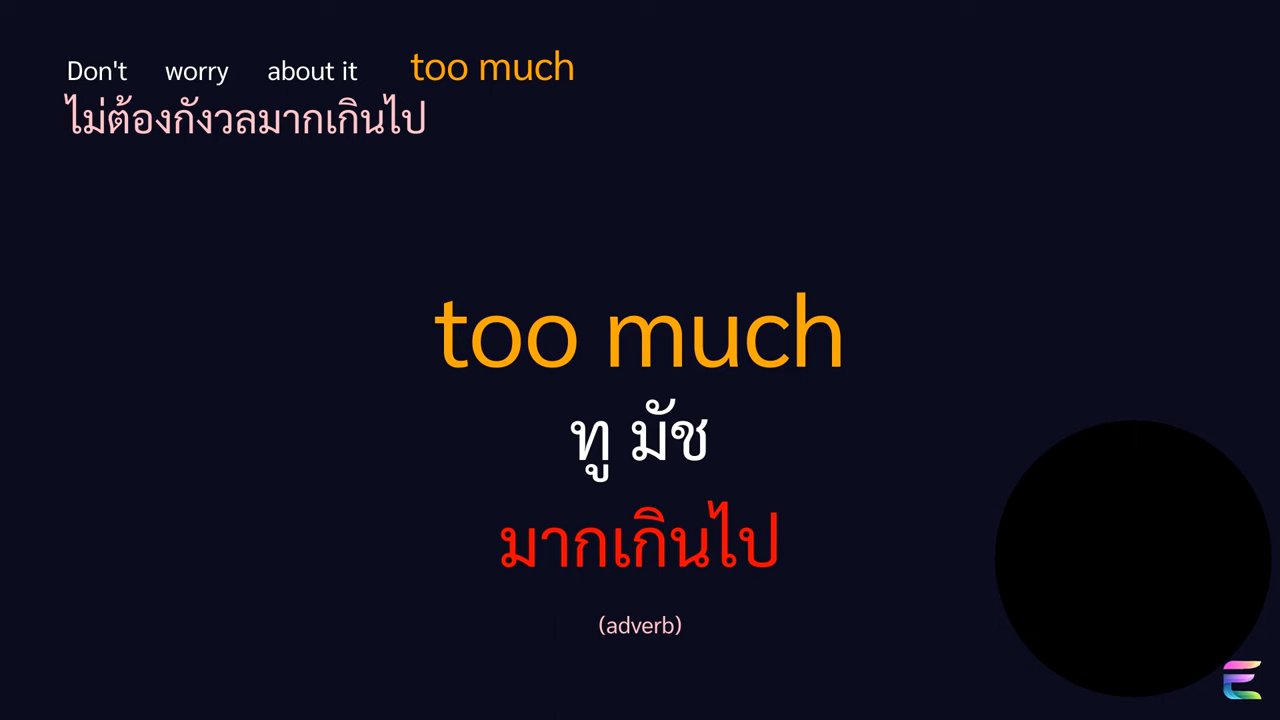 Don't worry about it too much
ไม่ต้องกังวลมากเกินไป
too much
ทู มัช
มากเกินไป
(adverb)